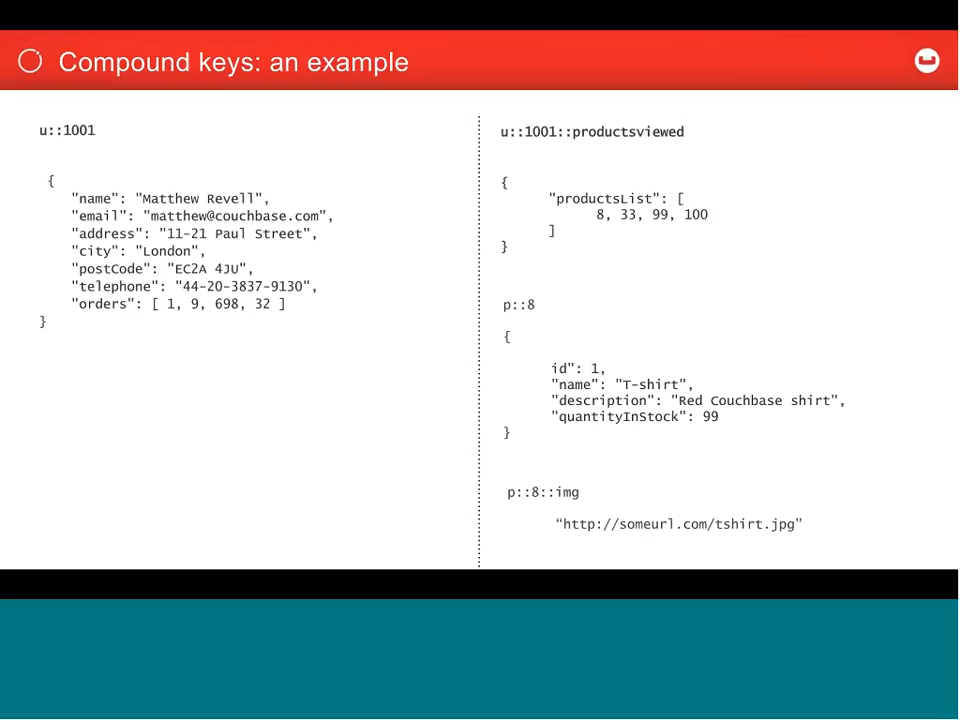 Compound keys: an example
u::1001
{
"name": "Matthew Revell",
"email": "matthew@couchbase.com",
"address": "11-21 Paul Street",
"city": "London",
"postCode": "EC2A 4JU",
"telephone": "44-20-3837-9130",
"orders": [ 1, 9, 698, 32 ]
}
u::1001::productsviewed
{
"productsList": [
8, 33, 99, 100
]
}
p::8
{
id": 1,
"name": "T-shirt",
"description": "Red Couchbase shirt",
"quantityInStock": 99
}
p::8::img
“http://someurl.com/tshirt.jpg”